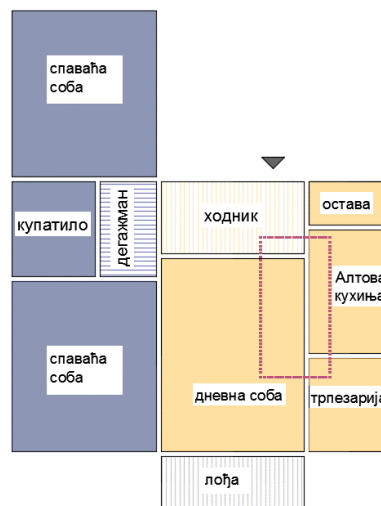 спаваћа
соба
купатило
дегажман
ходник
остава
Алтова
кухиња
спаваћа
соба
дневна соба
трпезарија
лођа